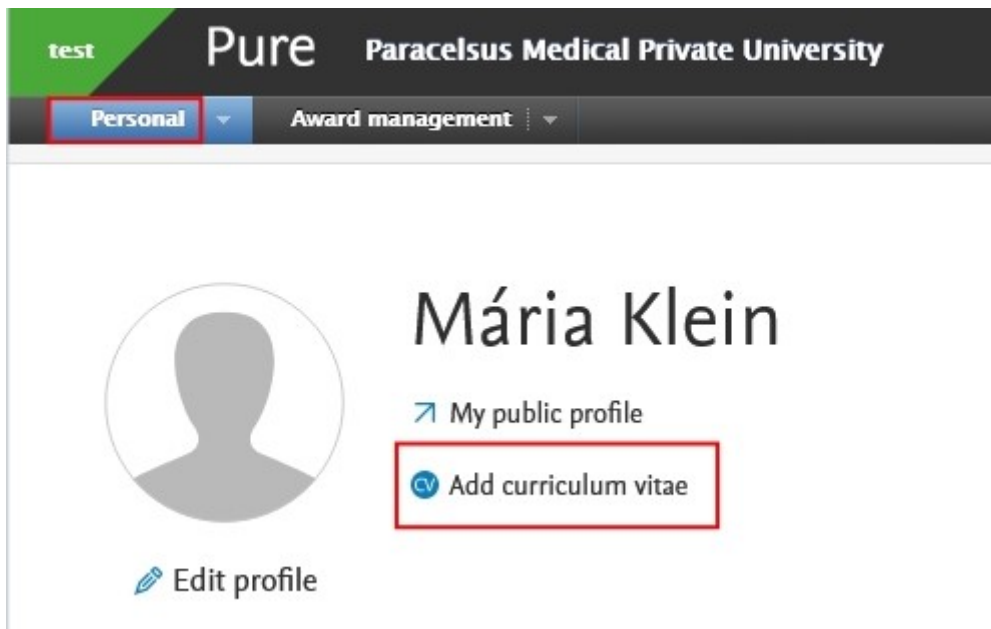 test Pure Paracelsus Medical Private University
Personal Award management
Mária Klein
My public profile
CV Add curriculum vitae
Edit profile